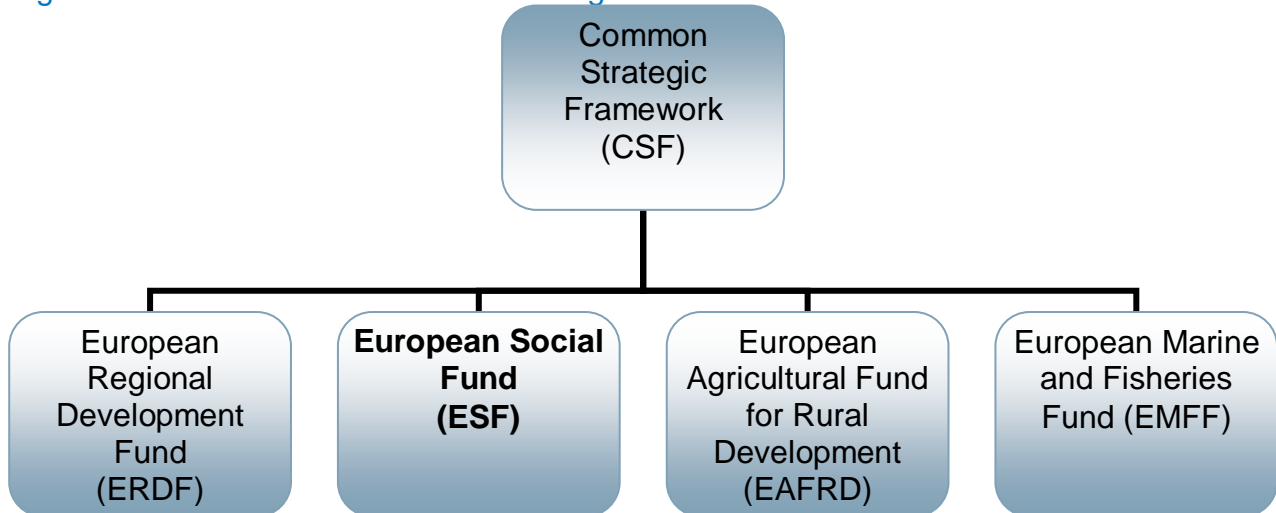 Common
Strategic
Framework
(CSF)
European
Regional
Development
Fund
(ERDF)
European Social
Fund
(ESF)
European
Agricultural Fund
for Rural
Development
(EAFRD)
European Marine
and Fisheries
Fund (EMFF)